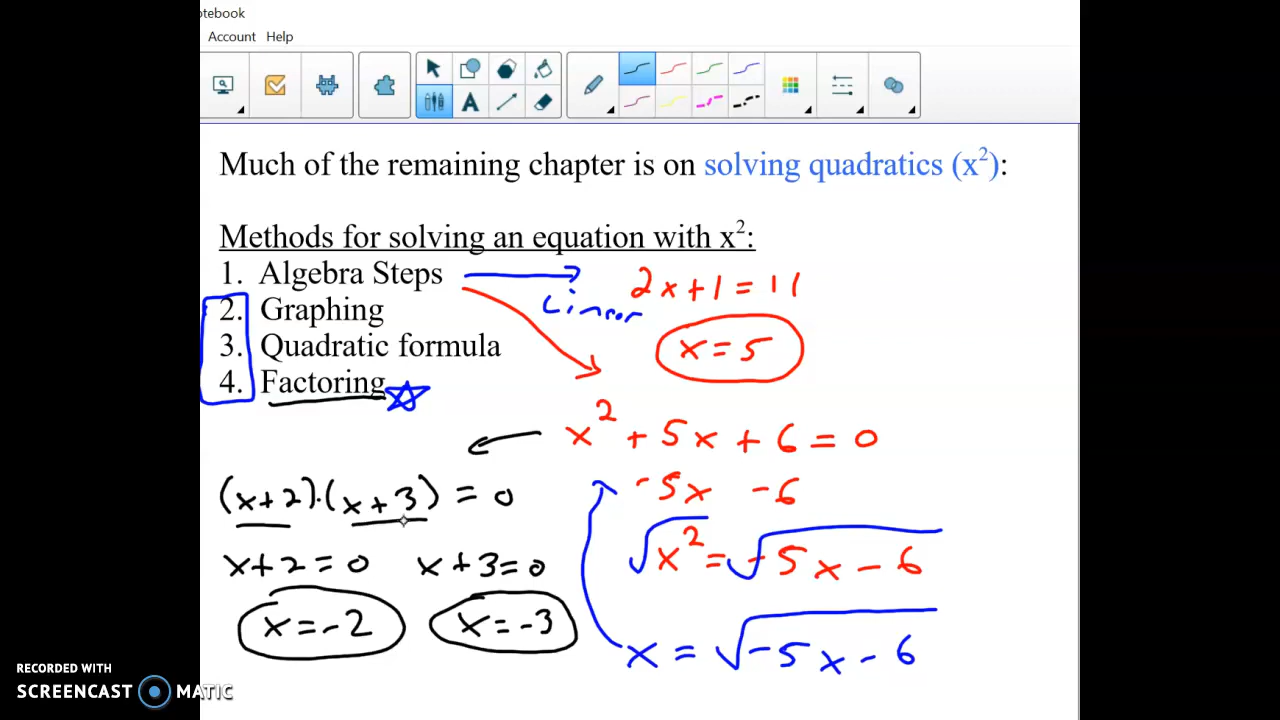 otebook
Account Help
Much of the remaining chapter is on solving quadratics (x²):
Methods for solving an equation with x²:
1. Algebra Steps
2. Graphing
3. Quadratic formula
4. Factoring
Linear
2x+1=11
x=5
x²+5x+6=0
-5x -6
√x²=√-5x-6
x=√-5x-6
(x+2)·(x+3)=0
x+2=0 x+3=0
x=-2 x=-3
RECORDED WITH
SCREENCAST MATIC